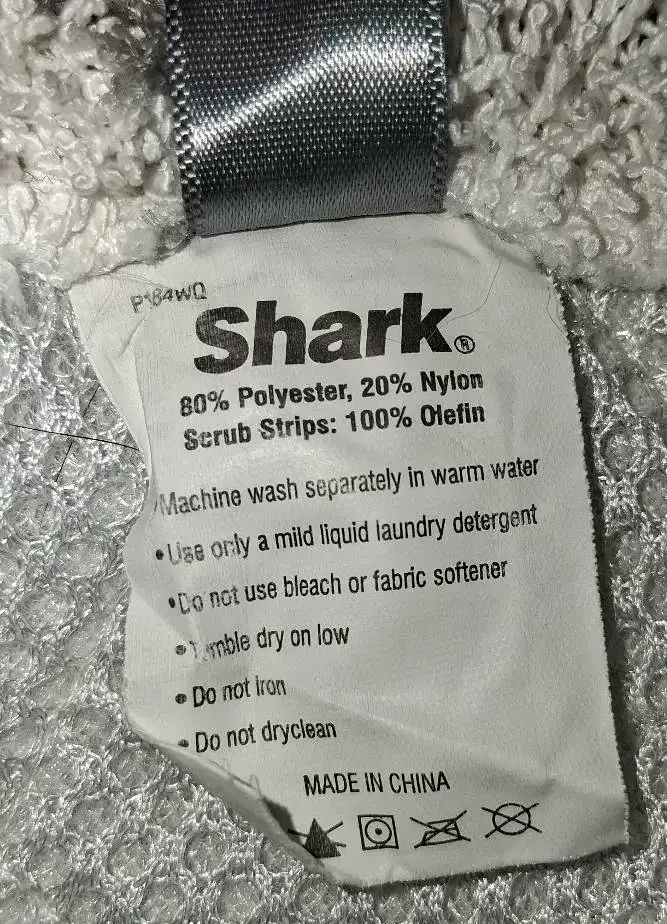 P184WQ
Shark®
80% Polyester, 20% Nylon
Scrub Strips: 100% Olefin
Machine wash separately in warm water
•Use only a mild liquid laundry detergent
•Do not use bleach or fabric softener
•Tumble dry on low
•Do not iron
•Do not dryclean
MADE IN CHINA